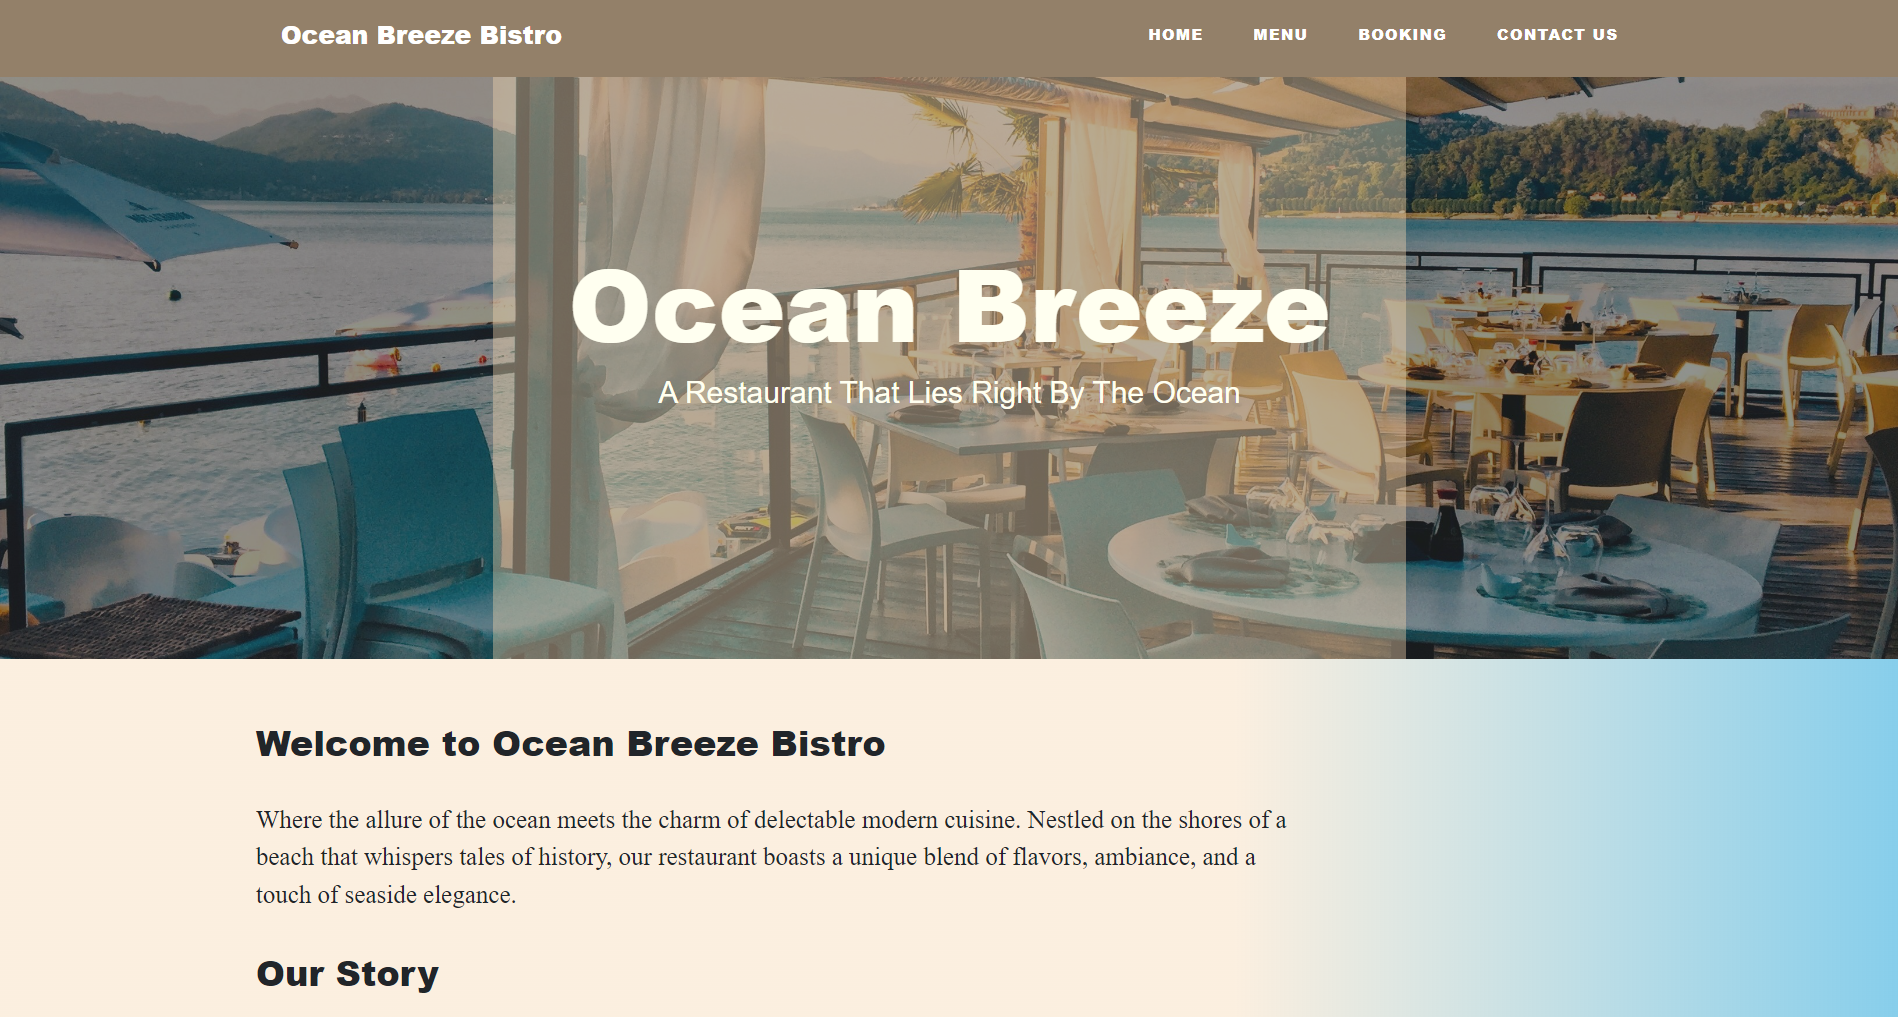 Ocean Breeze Bistro
HOME MENU BOOKING CONTACT US
Ocean Breeze
A Restaurant That Lies Right By The Ocean
Welcome to Ocean Breeze Bistro
Where the allure of the ocean meets the charm of delectable modern cuisine. Nestled on the shores of a
beach that whispers tales of history, our restaurant boasts a unique blend of flavors, ambiance, and a
touch of seaside elegance.
Our Story